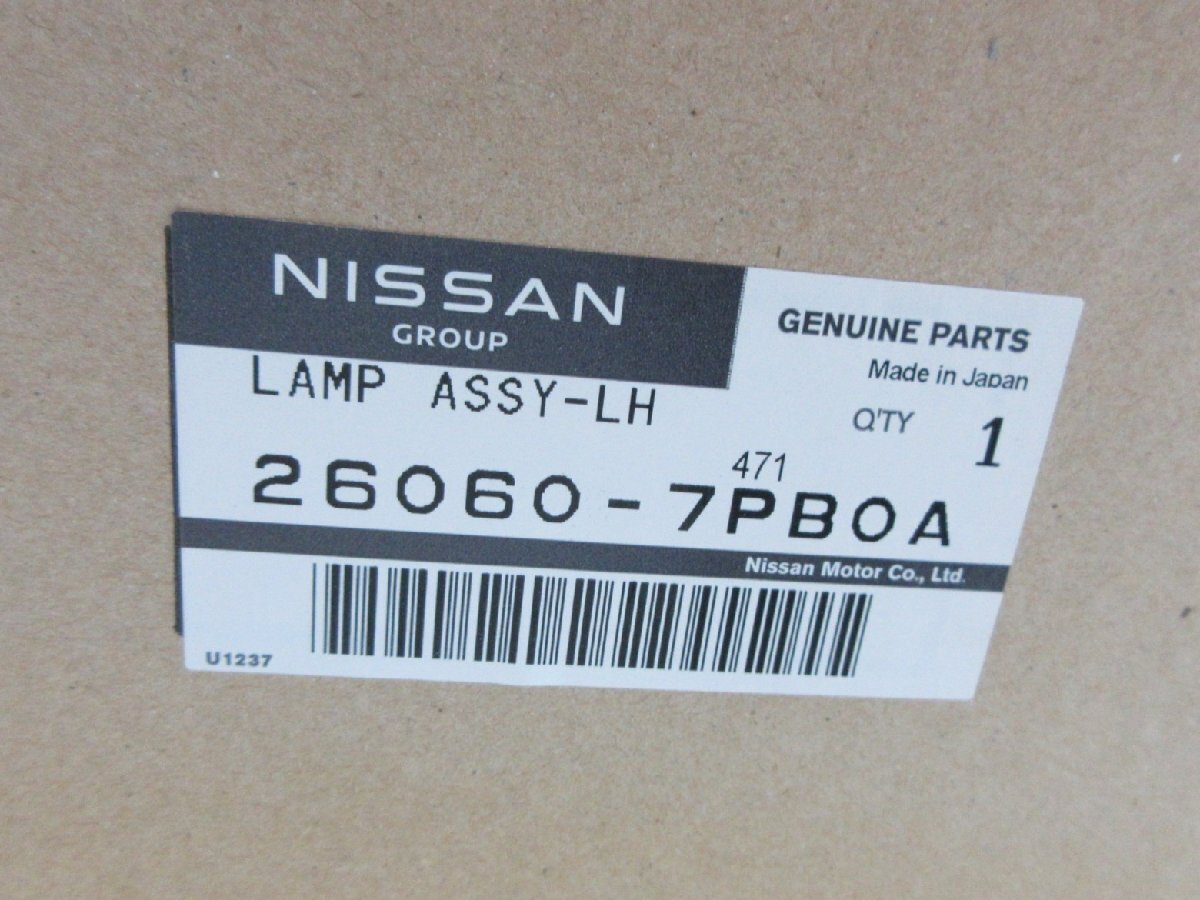 NISSAN
GROUP
GENUINE PARTS
Made in Japan
LAMP ASSY-LH
Q'TY 1
471
26060-7PB0A
Nissan Motor Co., Ltd.
U1237